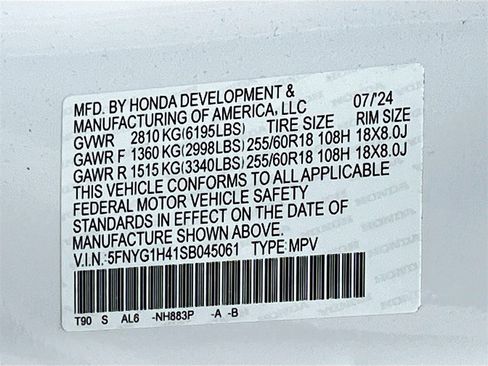 MFD. BY HONDA DEVELOPMENT &
MANUFACTURING OF AMERICA, LLC 07/'24
GVWR 2810 KG(6195LBS) TIRE SIZE RIM SIZE
GAWR F 1360 KG(2998LBS) 255/60R18 108H 18X8.0J
GAWR R 1515 KG(3340LBS) 255/60R18 108H 18X8.0J
THIS VEHICLE CONFORMS TO ALL APPLICABLE
FEDERAL MOTOR VEHICLE SAFETY
STANDARDS IN EFFECT ON THE DATE OF
MANUFACTURE SHOWN ABOVE.
V.I.N.:5FNYG1H41SB045061 TYPE:MPV
T90 S AL6 -NH883P -A -B